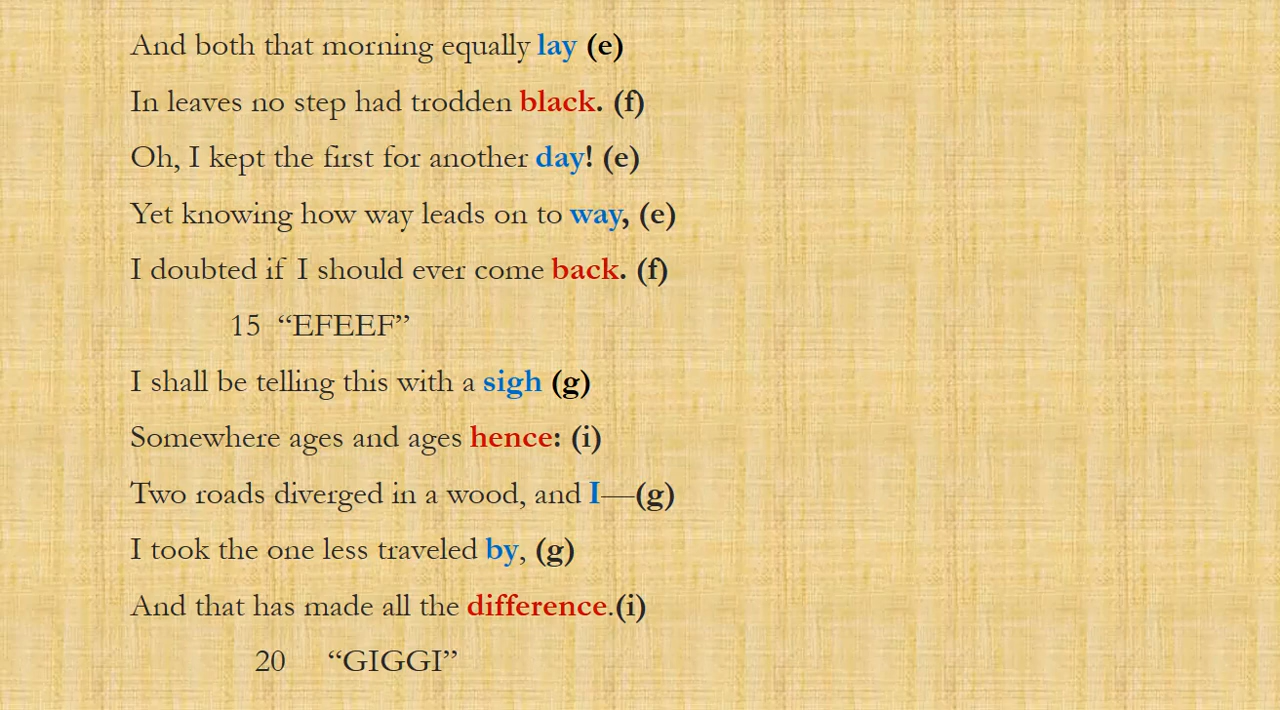 And both that morning equally lay (e)
In leaves no step had trodden black. (f)
Oh, I kept the first for another day! (e)
Yet knowing how way leads on to way, (e)
I doubted if I should ever come back. (f)
15 “EFEEF”
I shall be telling this with a sigh (g)
Somewhere ages and ages hence: (i)
Two roads diverged in a wood, and I—(g)
I took the one less traveled by, (g)
And that has made all the difference.(i)
20 “GIGGI”